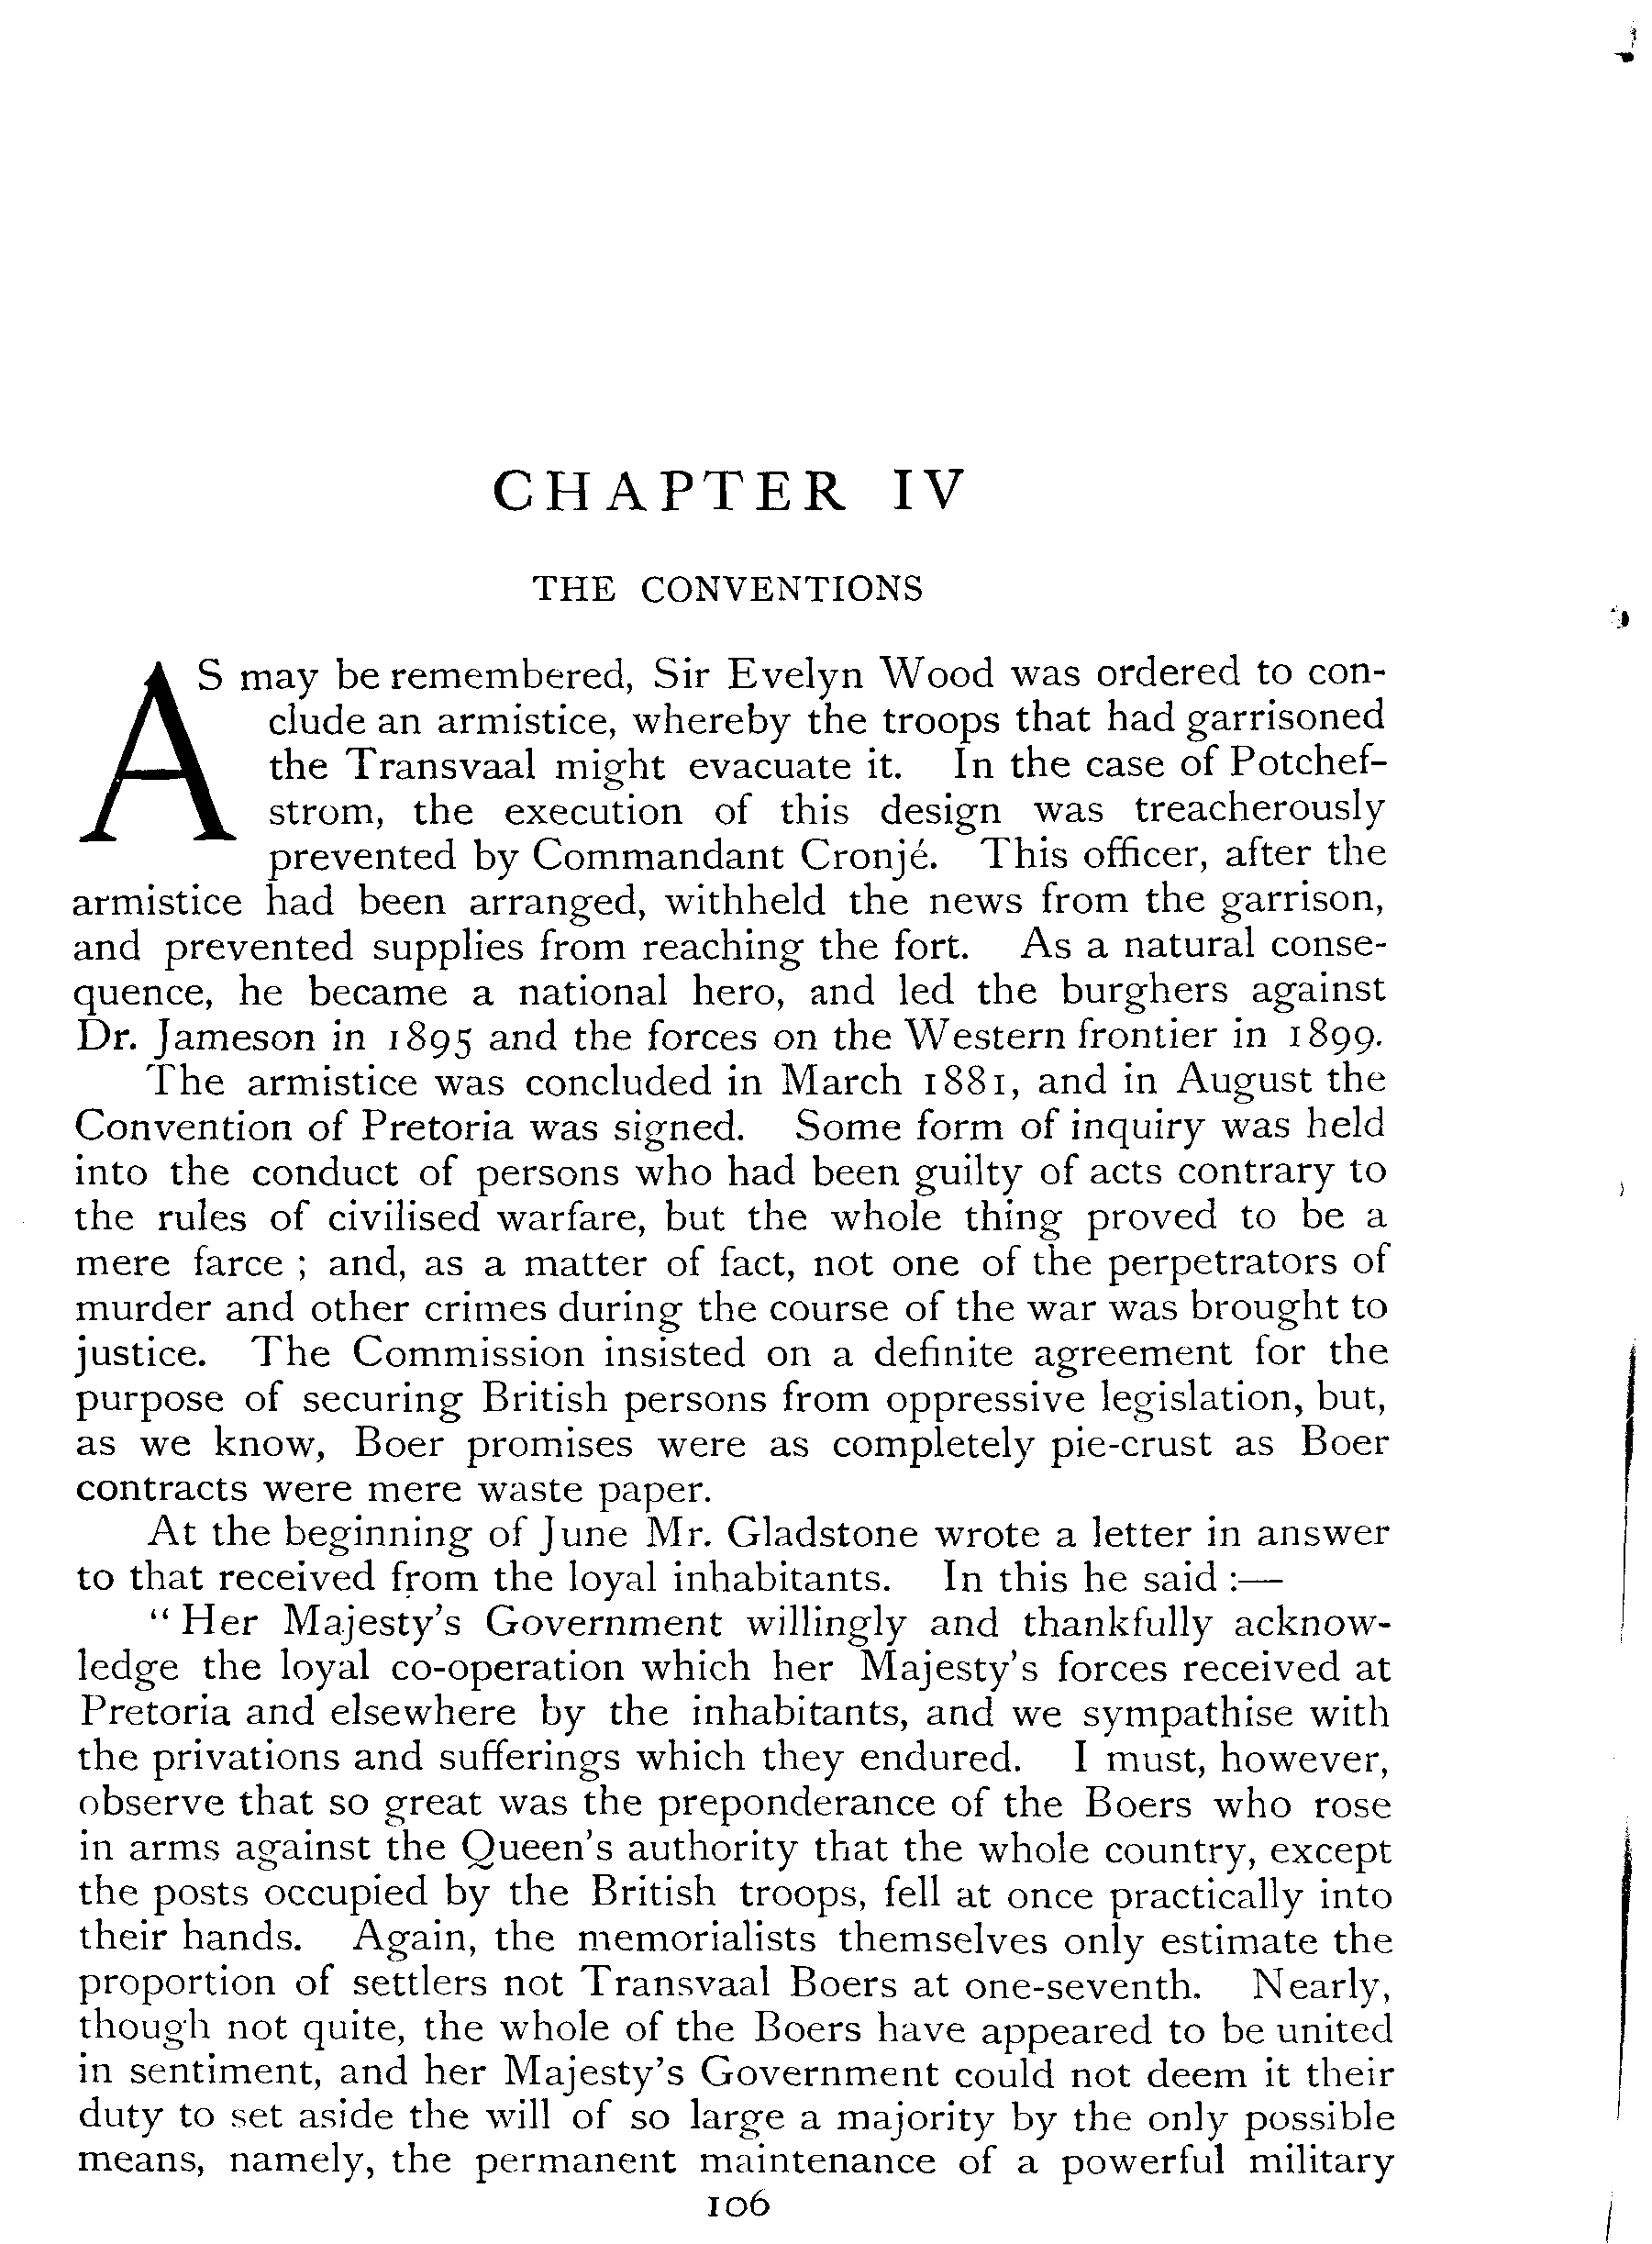 CHAPTER IV
THE CONVENTIONS
AS may be remembered, Sir Evelyn Wood was ordered to con-
clude an armistice, whereby the troops that had garrisoned
the Transvaal might evacuate it. In the case of Potchef-
strom, the execution of this design was treacherously
prevented by Commandant Cronjé. This officer, after the
armistice had been arranged, withheld the news from the garrison,
and prevented supplies from reaching the fort. As a natural conse-
quence, he became a national hero, and led the burghers against
Dr. Jameson in 1895 and the forces on the Western frontier in 1899.
The armistice was concluded in March 1881, and in August the
Convention of Pretoria was signed. Some form of inquiry was held
into the conduct of persons who had been guilty of acts contrary to
the rules of civilised warfare, but the whole thing proved to be a
mere farce ; and, as a matter of fact, not one of the perpetrators of
murder and other crimes during the course of the war was brought to
justice. The Commission insisted on a definite agreement for the
purpose of securing British persons from oppressive legislation, but,
as we know, Boer promises were as completely pie-crust as Boer
contracts were mere waste paper.
At the beginning of June Mr. Gladstone wrote a letter in answer
to that received from the loyal inhabitants. In this he said :—
“ Her Majesty's Government willingly and thankfully acknow-
ledge the loyal co-operation which her Majesty's forces received at
Pretoria and elsewhere by the inhabitants, and we sympathise with
the privations and sufferings which they endured. I must, however,
observe that so great was the preponderance of the Boers who rose
in arms against the Queen's authority that the whole country, except
the posts occupied by the British troops, fell at once practically into
their hands. Again, the memorialists themselves only estimate the
proportion of settlers not Transvaal Boers at one-seventh. Nearly,
though not quite, the whole of the Boers have appeared to be united
in sentiment, and her Majesty's Government could not deem it their
duty to set aside the will of so large a majority by the only possible
means, namely, the permanent maintenance of a powerful military
106